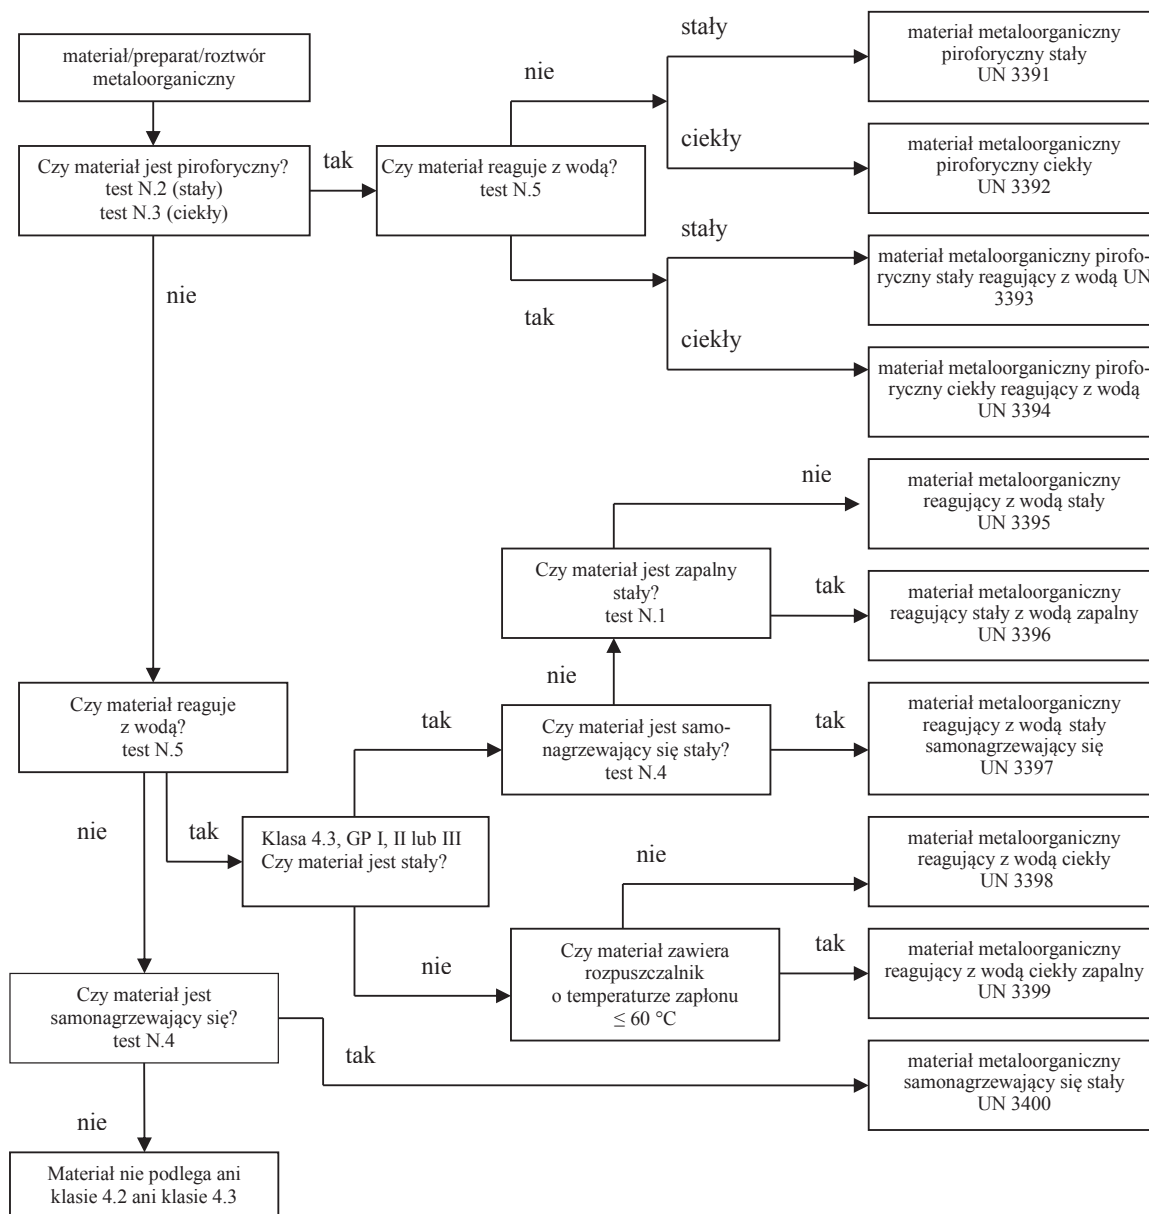 materiał/preparat/roztwór
metaloorganiczny
Czy materiał jest piroforyczny?
test N.2 (stały)
test N.3 (ciekły)
tak
Czy materiał reaguje z wodą?
test N.5
nie
stały
materiał metaloorganiczny
piroforyczny stały
UN 3391
ciekły
materiał metaloorganiczny
piroforyczny ciekły
UN 3392
tak
stały
materiał metaloorganiczny pirofo-
ryczny stały reagujący z wodą UN
3393
ciekły
materiał metaloorganiczny pirofo-
ryczny ciekły reagujący z wodą
UN 3394
nie
Czy materiał reaguje
z wodą?
test N.5
tak
Klasa 4.3, GP I, II lub III
Czy materiał jest stały?
tak
Czy materiał jest samo-
nagrzewający się stały?
test N.4
nie
Czy materiał jest zapalny
stały?
test N.1
nie
materiał metaloorganiczny
reagujący z wodą stały
UN 3395
tak
materiał metaloorganiczny
reagujący stały z wodą zapalny
UN 3396
tak
materiał metaloorganiczny
reagujący z wodą stały
samonagrzewający się
UN 3397
nie
Czy materiał zawiera
rozpuszczalnik
o temperaturze zapłonu
≤ 60 °C
nie
materiał metaloorganiczny
reagujący z wodą ciekły
UN 3398
tak
materiał metaloorganiczny
reagujący z wodą ciekły zapalny
UN 3399
nie
Czy materiał jest
samonagrzewający się?
test N.4
tak
materiał metaloorganiczny
samonagrzewający się stały
UN 3400
nie
Materiał nie podlega ani
klasie 4.2 ani klasie 4.3